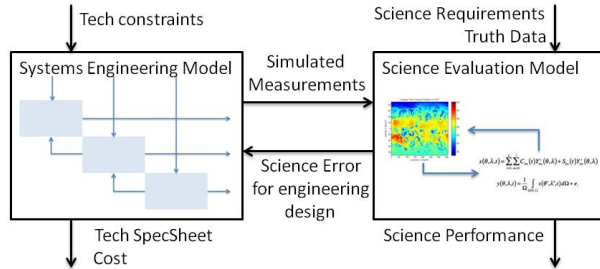 Tech constraints
Science Requirements
Truth Data
Systems Engineering Model
Simulated
Measurements
Science Evaluation Model
Science Error
for engineering
design
Tech SpecSheet
Cost
Science Performance